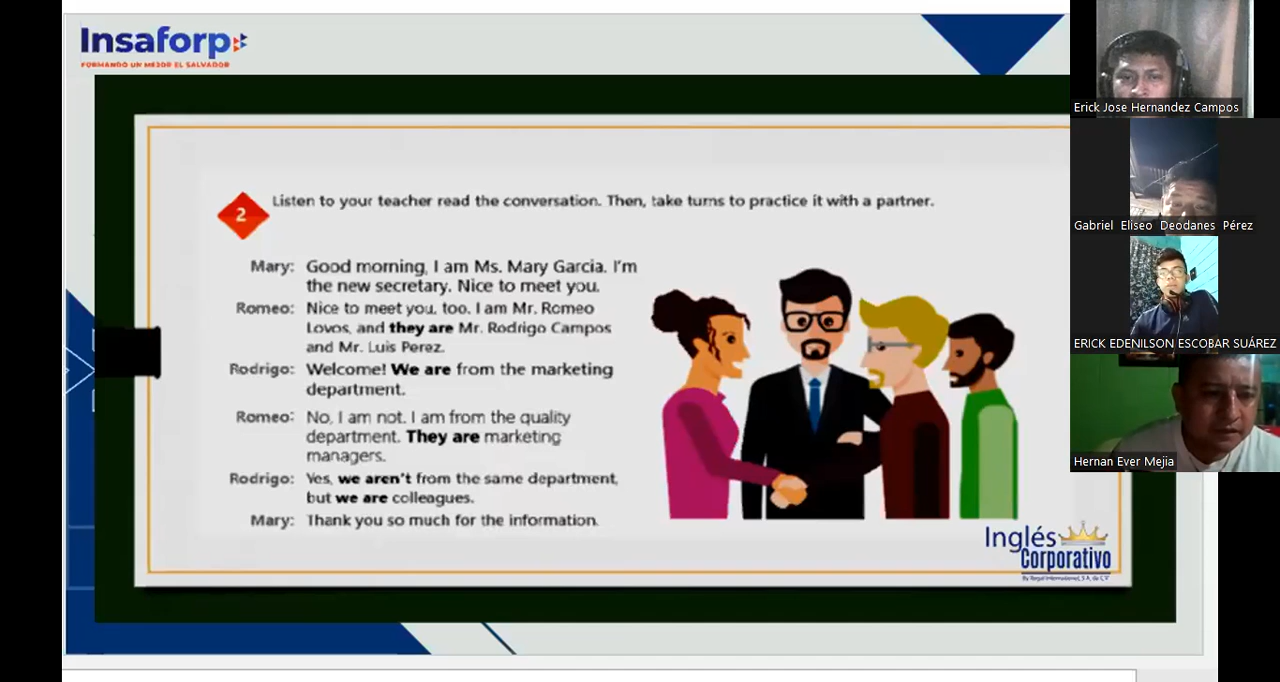 Insaforp
FORMANDO UN MEJOR EL SALVADOR
2
Listen to your teacher read the conversation. Then, take turns to practice it with a partner.
Mary: Good morning, I am Ms. Mary Garcia. I'm
the new secretary. Nice to meet you.
Romeo: Nice to meet you, too. I am Mr. Romeo
Lovos, and they are Mr. Rodrigo Campos
and Mr. Luis Perez.
Rodrigo: Welcome! We are from the marketing
department.
Romeo: No, I am not. I am from the quality
department. They are marketing
managers.
Rodrigo: Yes, we aren't from the same department,
but we are colleagues.
Mary: Thank you so much for the information.
Inglés
Corporativo
By Regal International, S.A. de C.V
Erick Jose Hernandez Campos
Gabriel Eliseo Deodanes Pérez
ERICK EDENILSON ESCOBAR SUÁREZ
Hernan Ever Mejia